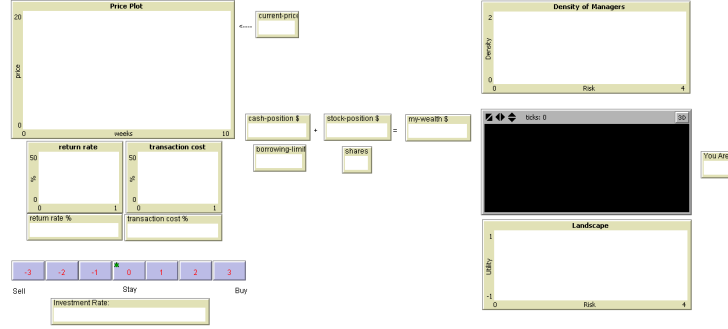 Price Plot
20
price
0
0
weeks
10
<----
current-pric
return rate
50
%
0
0
1
transaction cost
50
%
0
0
1
return rate %
transaction cost %
cash-position $
+
stock-position $
=
my-wealth $
borrowing-limit
shares
-3
-2
-1
0
1
2
3
Sell
Stay
Buy
Investment Rate:
Density of Managers
2
Density
0
0
Risk
4
ticks: 0
3D
You Are
Landscape
1
Utility
-1
0
Risk
4